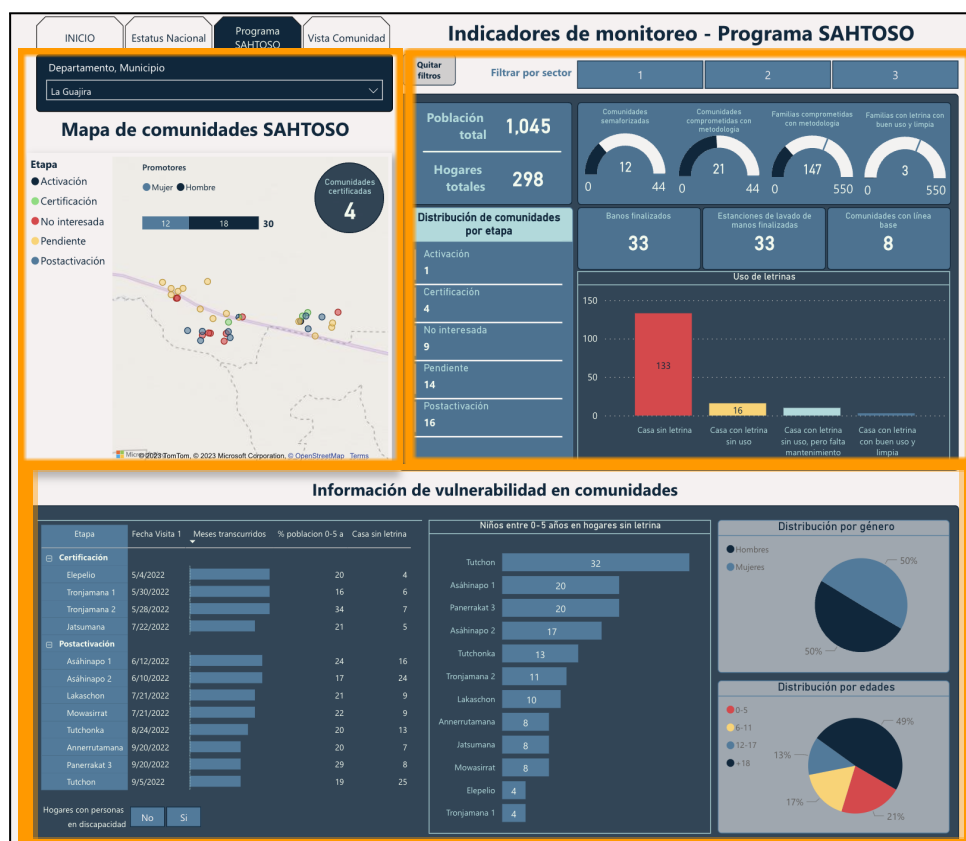 INICIO
Estatus Nacional
Programa
SAHTOSO
Vista Comunidad
Indicadores de monitoreo - Programa SAHTOSO
Departamento, Municipio
La Guajira
Mapa de comunidades SAHTOSO
Etapa
Activación
Certificación
No interesada
Pendiente
Postactivación
Promotores
Mujer Hombre
12 18 30
Comunidades
certificadas
4
© 2023 TomTom, © 2023 Microsoft Corporation, © OpenStreetMap Terms
Quitar
filtros
Filtrar por sector
1 2 3
Población
total
1,045
Hogares
totales
298
Comunidades
semaforizadas
12
0 44
Comunidades
comprometidas con
metodologia
21
0 44
Familias comprometidas
con metodología
147
0 550
Familias con letrina con
buen uso y limpia
3
0 550
Distribución de comunidades
por etapa
Activación
1
Certificación
4
No interesada
9
Pendiente
14
Postactivación
16
Banos finalizados
33
Estanciones de lavado de
manos finalizadas
33
Comunidades con línea
base
8
Uso de letrinas
150
100
50
0
133
16
Casa sin letrina
Casa con letrina
sin uso
Casa con letrina
sin uso, pero falta
mantenimiento
Casa con letrina
con buen uso y
limpia
Información de vulnerabilidad en comunidades
Etapa Fecha Visita 1 Meses transcurridos % poblacion 0-5 a Casa sin letrina
Certificación
Elepelio 5/4/2022 20 4
Tronjamana 1 5/30/2022 16 6
Tronjamana 2 5/28/2022 34 7
Jatsumana 7/22/2022 21 5
Postactivación
Asáhinapo 1 6/12/2022 24 16
Asáhinapo 2 6/10/2022 17 24
Lakaschon 7/21/2022 21 9
Mowasirrat 7/21/2022 22 9
Tutchonka 8/24/2022 20 13
Annerrutamana 9/20/2022 20 7
Panerrakat 3 9/20/2022 29 8
Tutchon 9/5/2022 19 25
Hogares con personas
en discapacidad
No Si
Niños entre 0-5 años en hogares sin letrina
Tutchon 32
Asáhinapo 1 20
Panerrakat 3 20
Asáhinapo 2 17
Tutchonka 13
Tronjamana 2 11
Lakaschon 10
Annerrutamana 8
Jatsumana 8
Mowasirrat 8
Elepelio 4
Tronjamana 1 4
Distribución por género
Hombres
Mujeres
50%
50%
Distribución por edades
0-5
6-11
12-17
+18
49%
13%
17%
21%